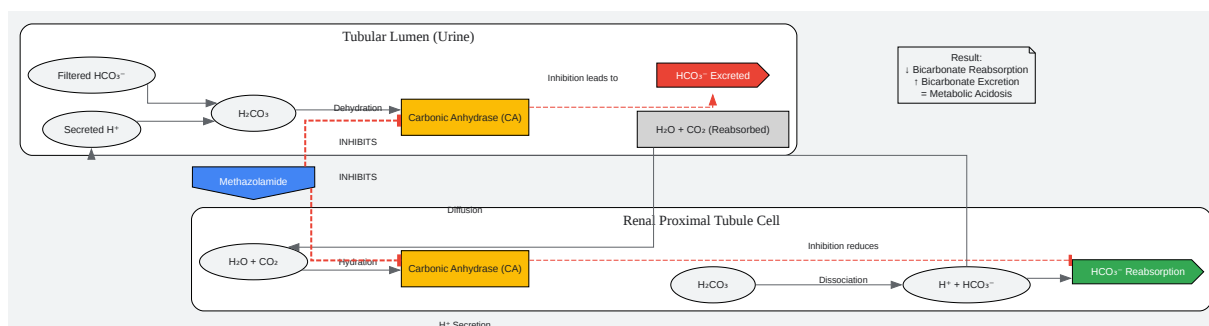 Tubular Lumen (Urine)
Filtered HCO₃⁻
Secreted H⁺
H₂CO₃
Dehydration
Carbonic Anhydrase (CA)
Inhibition leads to
HCO₃⁻ Excreted
H₂O + CO₂ (Reabsorbed)
Result:
↓ Bicarbonate Reabsorption
↑ Bicarbonate Excretion
= Metabolic Acidosis
INHIBITS
Methazolamide
INHIBITS
Diffusion
Renal Proximal Tubule Cell
H₂O + CO₂
Hydration
Carbonic Anhydrase (CA)
Inhibition reduces
H₂CO₃
Dissociation
H⁺ + HCO₃⁻
HCO₃⁻ Reabsorption
H⁺ Secretion